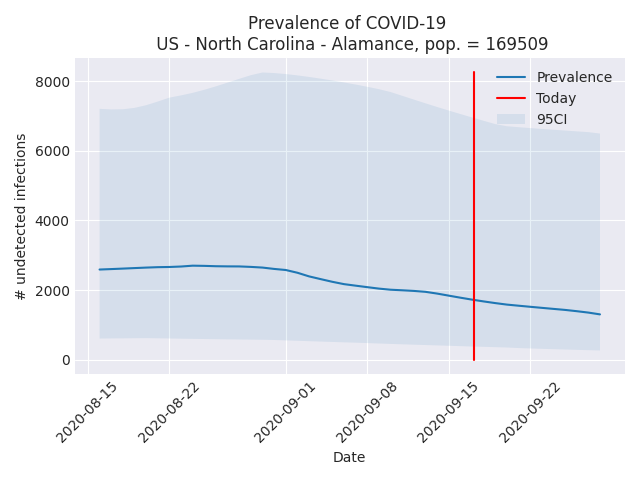 Prevalence of COVID-19
US - North Carolina - Alamance, pop. = 169509
Prevalence
Today
95CI
# undetected infections
8000
6000
4000
2000
0
2020-08-15
2020-08-22
2020-09-01
2020-09-08
2020-09-15
2020-09-22
Date